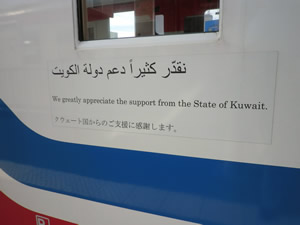 نقدّر كثيراً دعم دولة الكويت
We greatly appreciate the support from the State of Kuwait.
クウェート国からのご支援に感謝します。